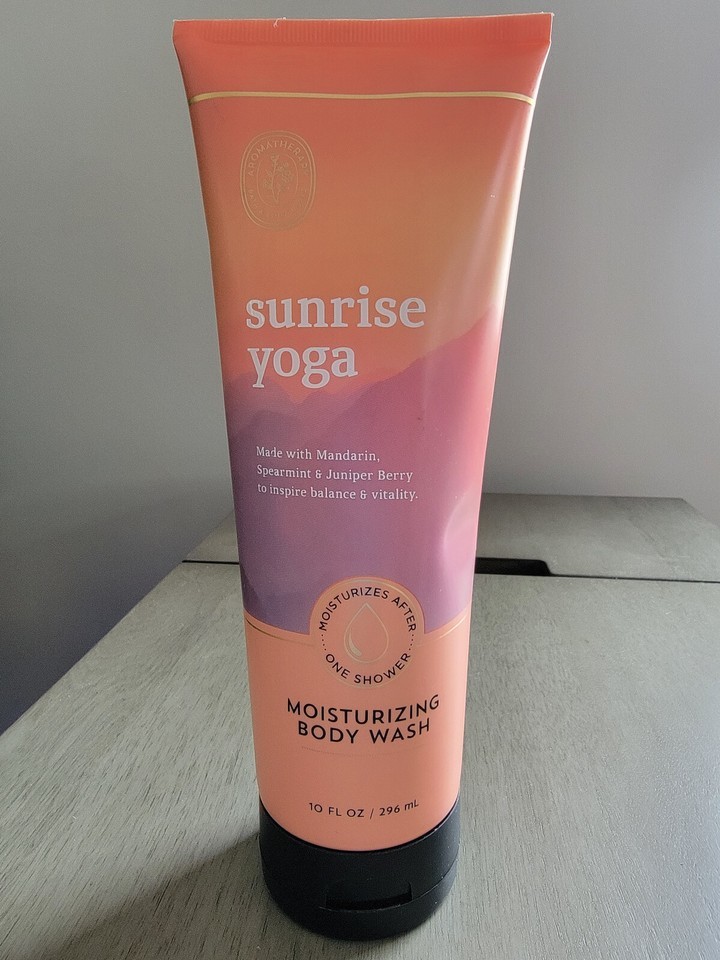 AROMATHERAPY
sunrise
yoga
Made with Mandarin,
Spearmint & Juniper Berry
to inspire balance & vitality.
MOISTURIZES AFTER
ONE SHOWER
MOISTURIZING
BODY WASH
10 FL OZ / 296 mL